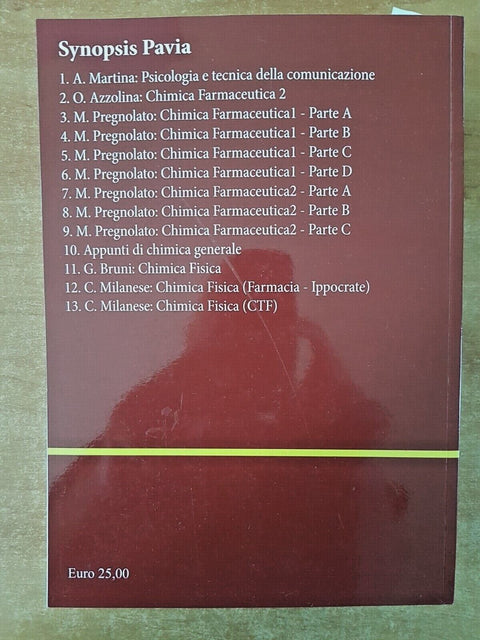 Synopsis Pavia
1. A. Martina: Psicologia e tecnica della comunicazione
2. O. Azzolina: Chimica Farmaceutica 2
3. M. Pregnolato: Chimica Farmaceutica1 - Parte A
4. M. Pregnolato: Chimica Farmaceutica1 - Parte B
5. M. Pregnolato: Chimica Farmaceutica1 - Parte C
6. M. Pregnolato: Chimica Farmaceutica1 - Parte D
7. M. Pregnolato: Chimica Farmaceutica2 - Parte A
8. M. Pregnolato: Chimica Farmaceutica2 - Parte B
9. M. Pregnolato: Chimica Farmaceutica2 - Parte C
10. Appunti di chimica generale
11. G. Bruni: Chimica Fisica
12. C. Milanese: Chimica Fisica (Farmacia - Ippocrate)
13. C. Milanese: Chimica Fisica (CTF)
Euro 25,00